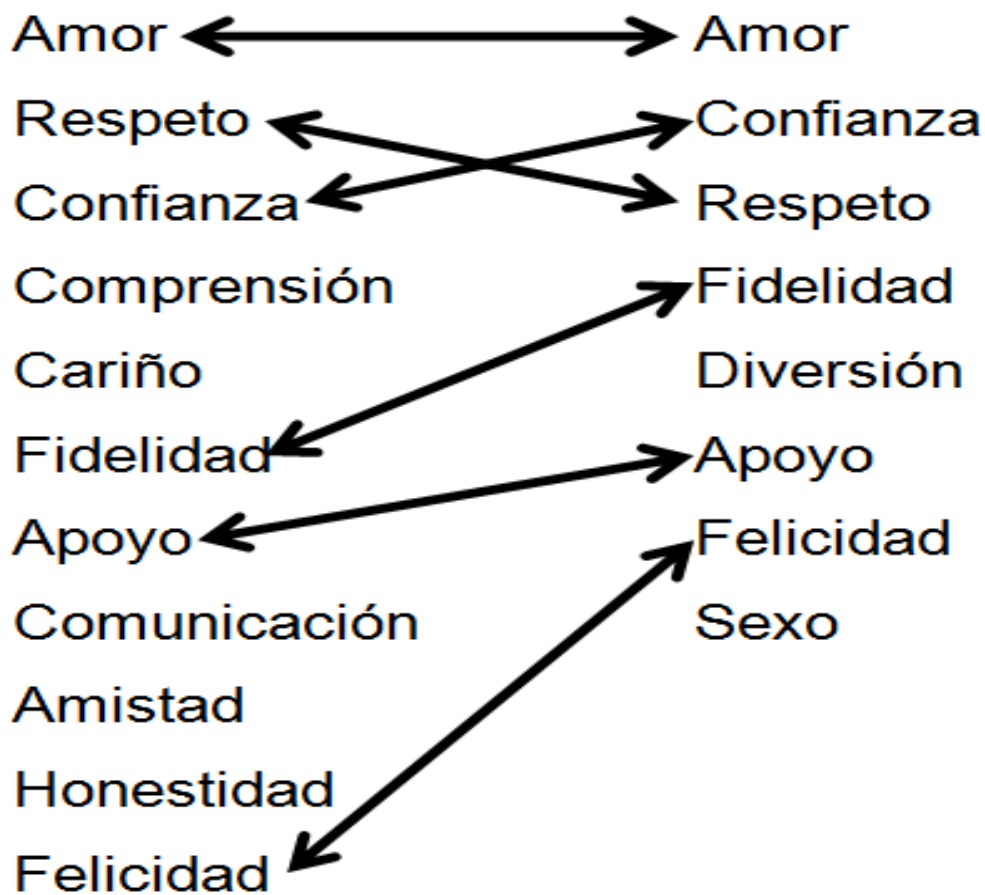 Amor Amor
Respeto Confianza
Confianza Respeto
Comprensión Fidelidad
Cariño Diversión
Fidelidad Apoyo
Apoyo Felicidad
Comunicación Sexo
Amistad
Honestidad
Felicidad